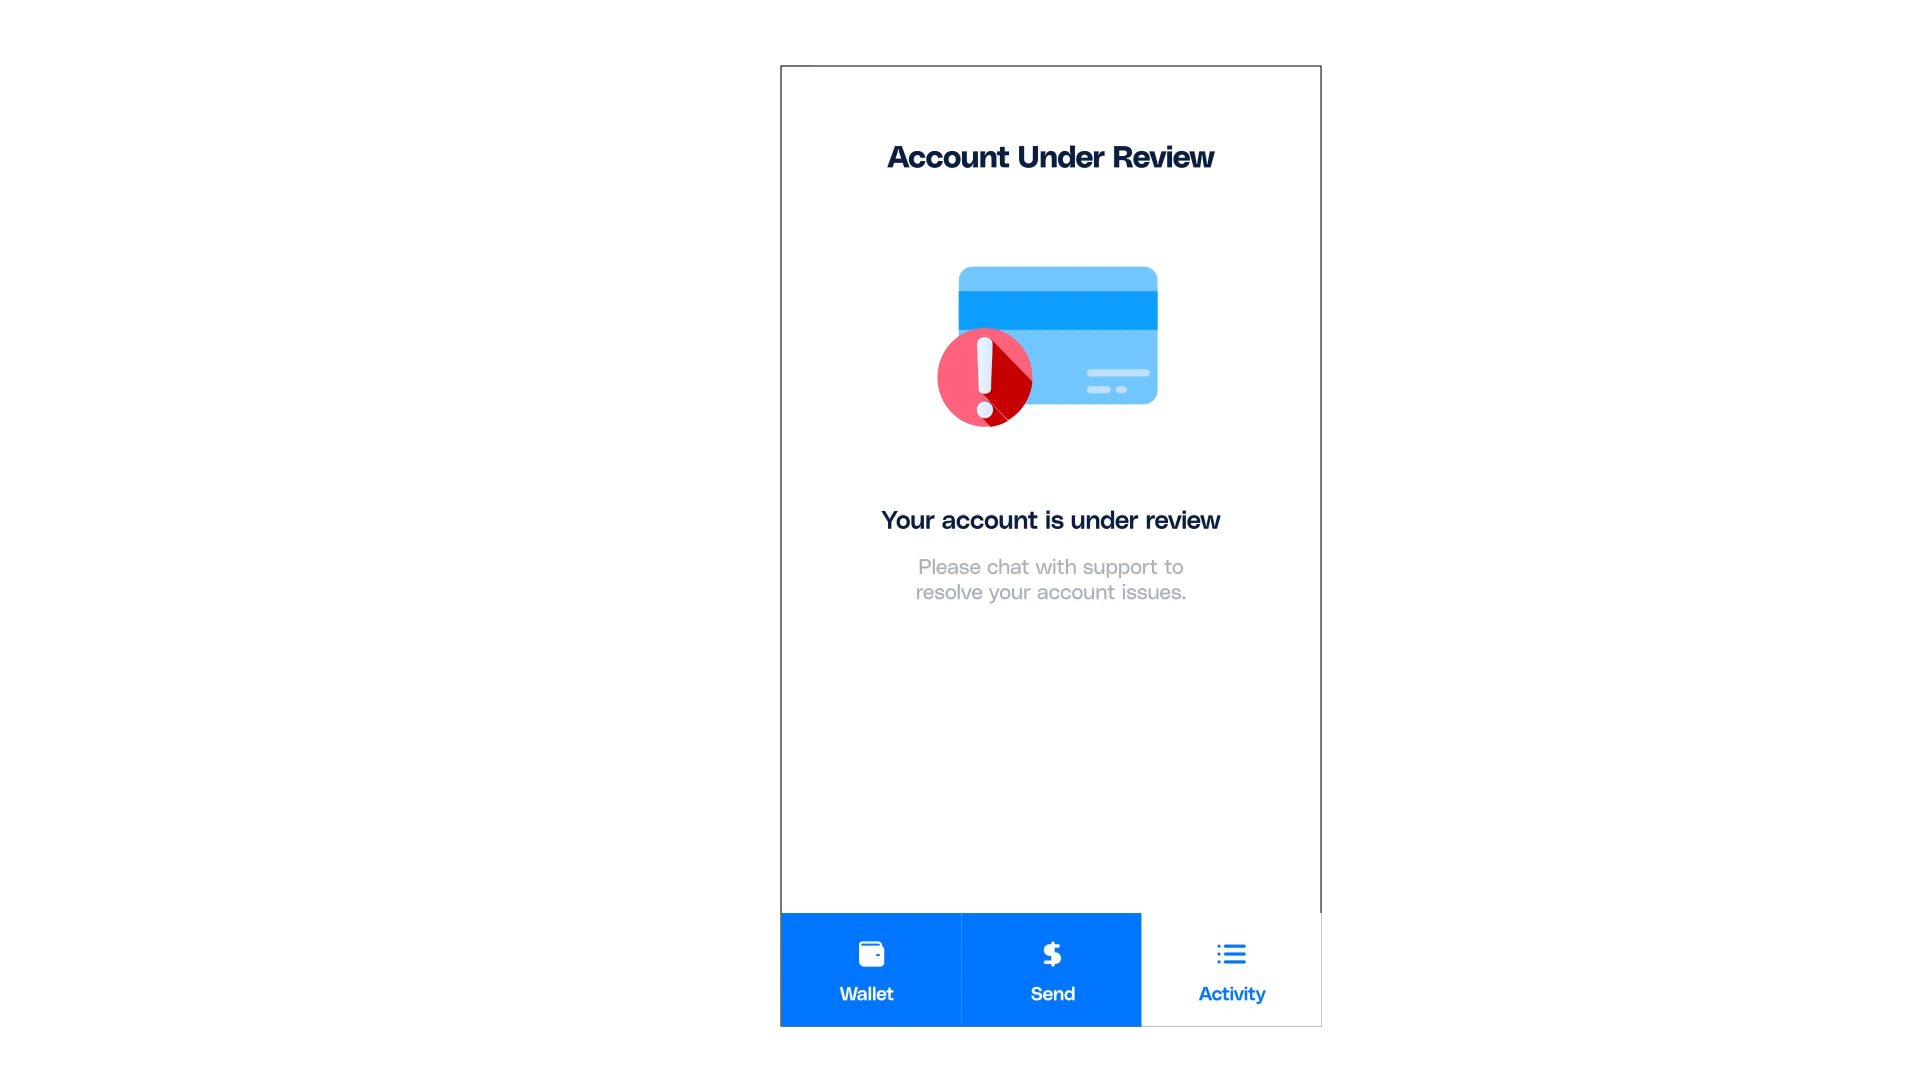 Account Under Review
Your account is under review
Please chat with support to
resolve your account issues.
Wallet
Send
Activity